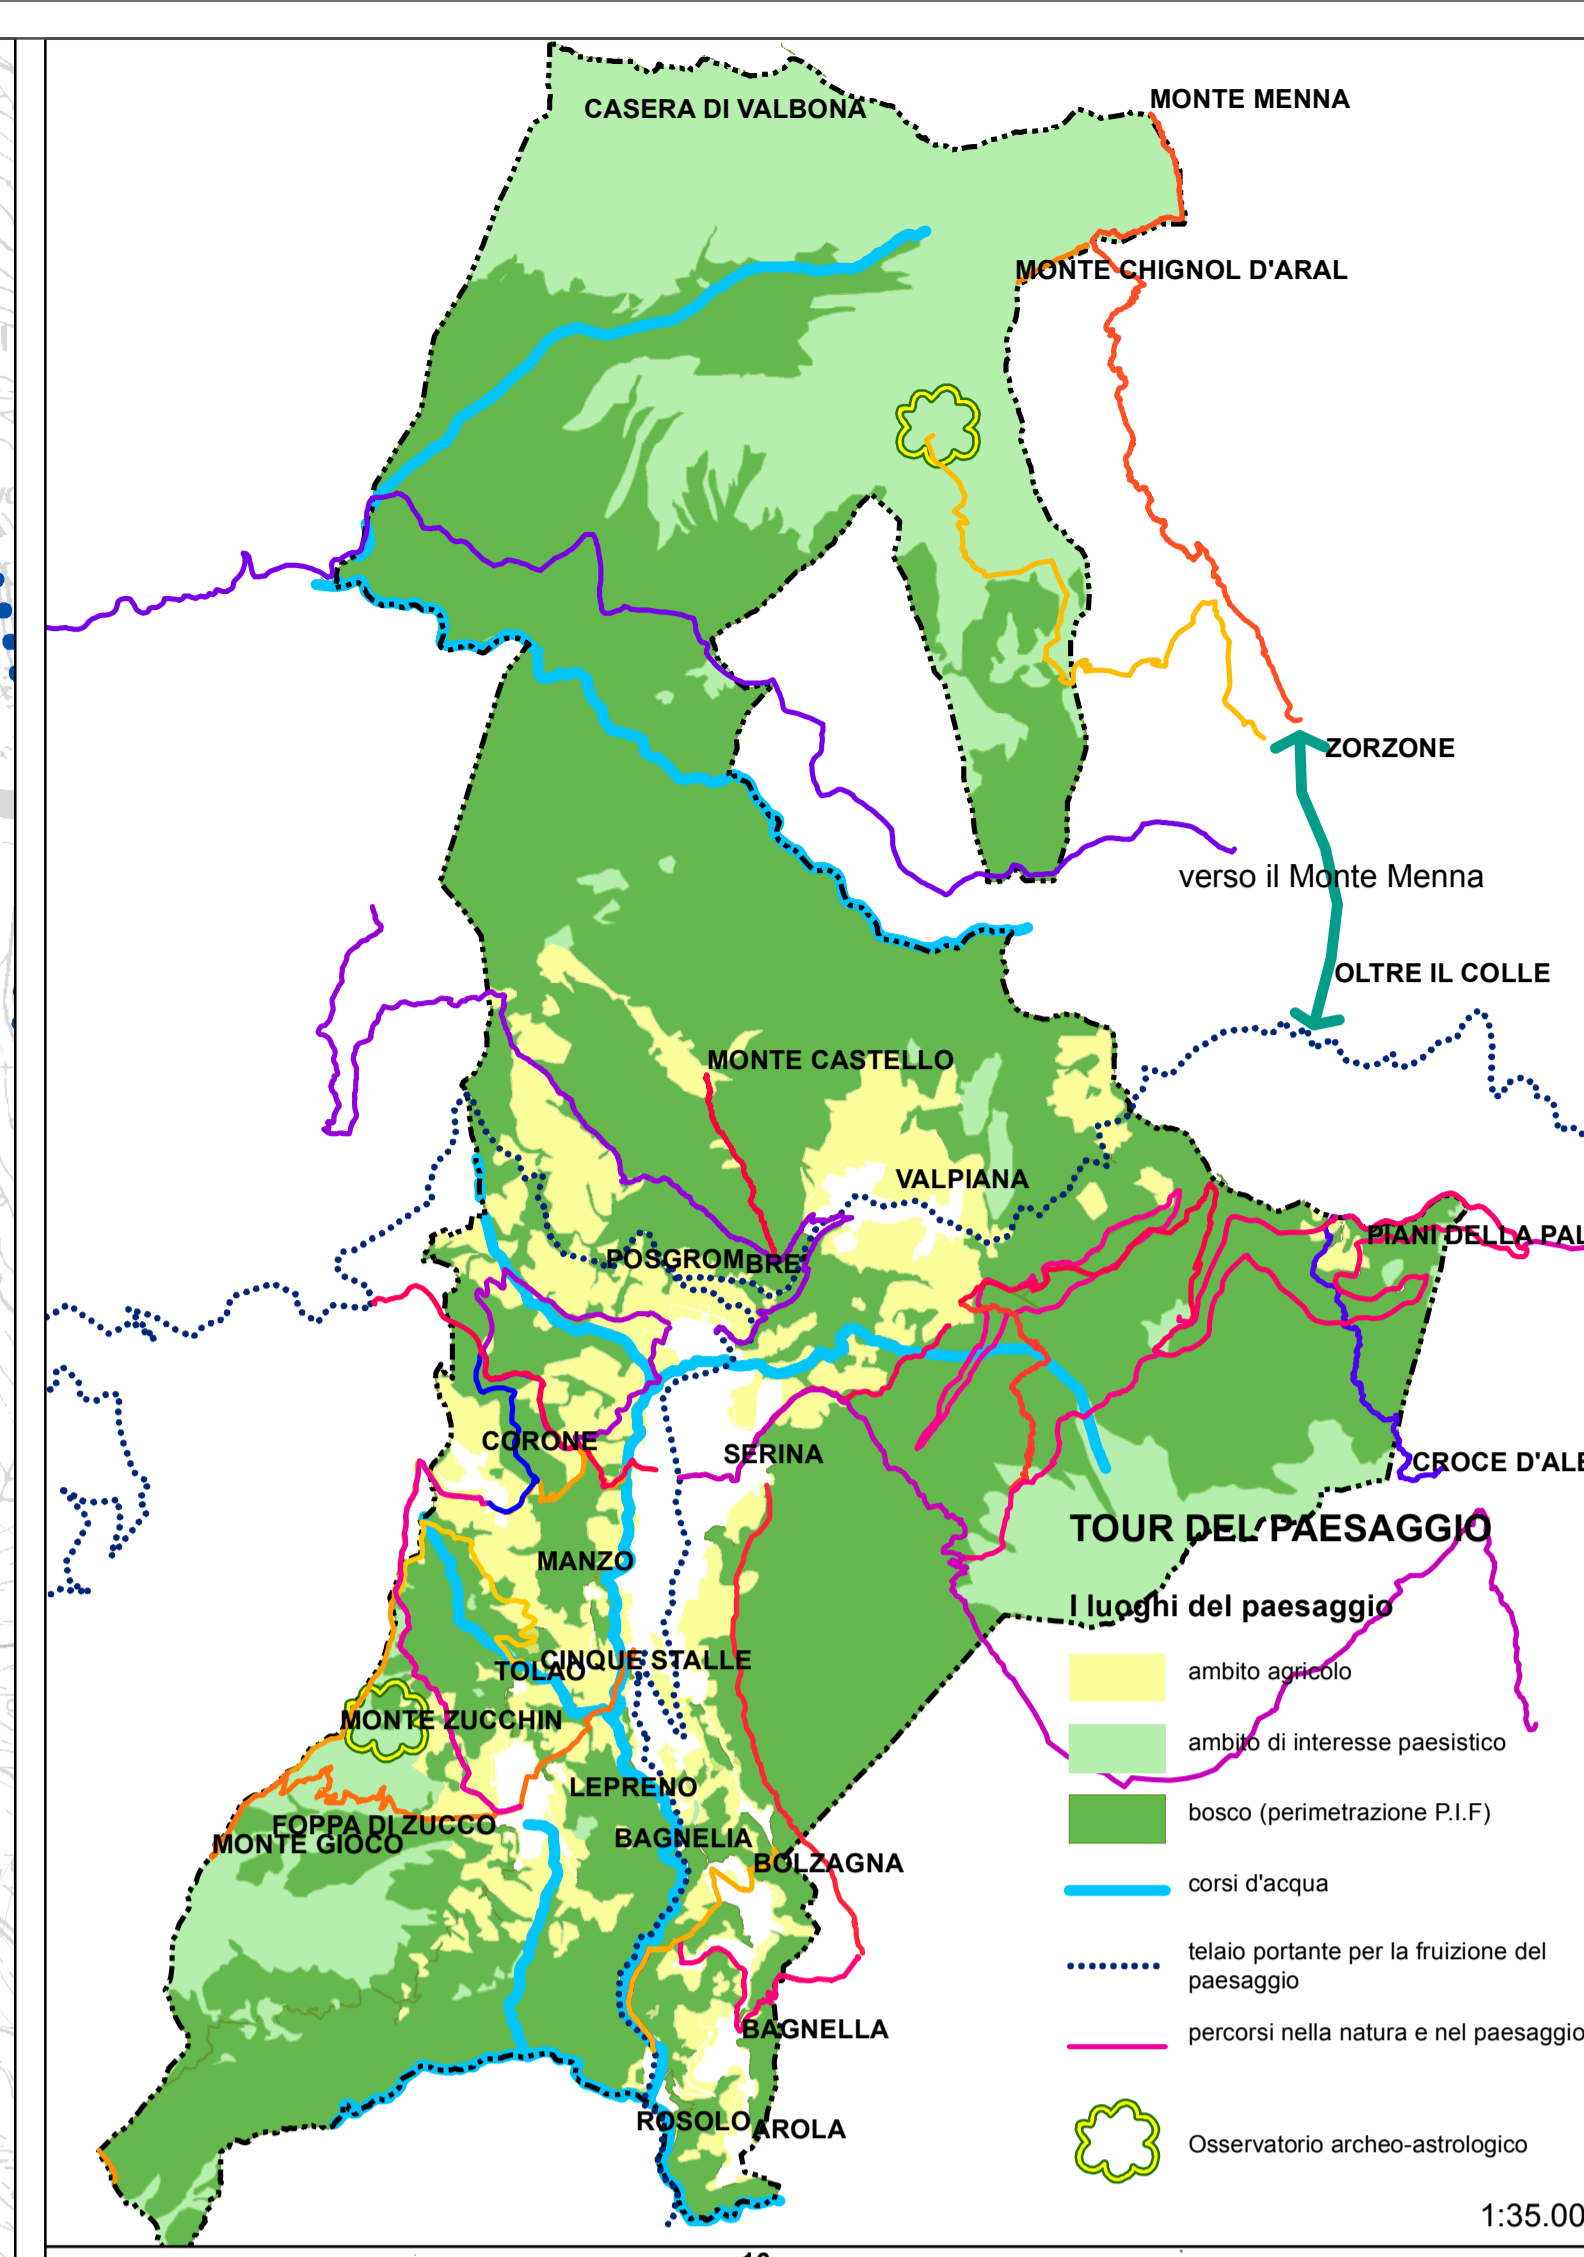 CASERA DI VALBONA
MONTE MENNA
MONTE CHIGNOL D'ARAL
ZORZONE
verso il Monte Menna
OLTRE IL COLLE
MONTE CASTELLO
VALPIANA
PIANI DELLA PAL
POSGROM
BRE
CORONE
SERINA
CROCE D'ALB
TOUR DEL PAESAGGIO
MANZO
I luoghi del paesaggio
CINQUE STALLE
TOLAO
ambito agricolo
MONTE ZUCCHIN
ambito di interesse paesistico
LEPRENO
bosco (perimetrazione P.I.F)
FOPPA DI ZUCCO
MONTE GIOCO
BAGNELIA
BOLZAGNA
corsi d'acqua
telaio portante per la fruizione del
paesaggio
BAGNELLA
percorsi nella natura e nel paesaggio
ROSOLO
AROLA
Osservatorio archeo-astrologico
1:35.00